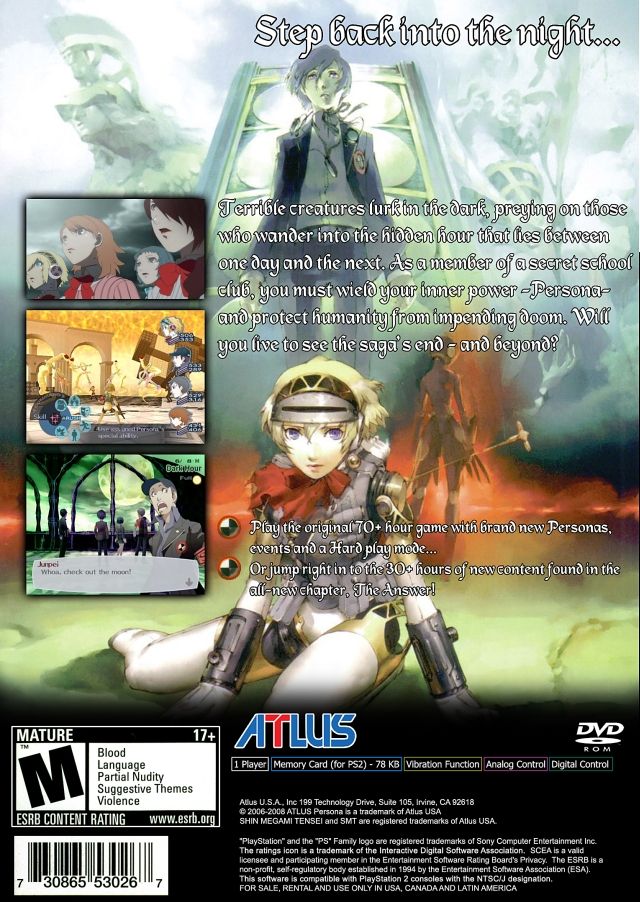 Step back into the night...
Terrible creatures lurk in the dark, preying on those
who wander into the hidden hour that lies between
one day and the next. As a member of a secret school
club, you must wield your inner power -Persona-
and protect humanity from impending doom. Will
you live to see the saga's end - and beyond?
Skill
special ability.
Dark Hour
Full
Junpei
Whoa, check out the moon!
Play the original 70+ hour game with brand new Personas,
events and a Hard play mode...
Or jump right in to the 30+ hours of new content found in the
all-new chapter, The Answer!
MATURE 17+
M
TM
Blood
Language
Partial Nudity
Suggestive Themes
Violence
ESRB CONTENT RATING www.esrb.org
7 30865 53026 7
ATLUS
DVD
ROM
1 Player Memory Card (for PS2) - 78 KB Vibration Function Analog Control Digital Control
Atlus U.S.A., Inc 199 Technology Drive, Suite 105, Irvine, CA 92618
© 2006-2008 ATLUS Persona is a trademark of Atlus USA
SHIN MEGAMI TENSEI and SMT are registered trademarks of Atlus USA.
"PlayStation" and the "PS" Family logo are registered trademarks of Sony Computer Entertainment Inc.
The ratings icon is a trademark of the Interactive Digital Software Association. SCEA is a valid
licensee and participating member in the Entertainment Software Rating Board's Privacy. The ESRB is a
non-profit, self-regulatory body established in 1994 by the Entertainment Software Association (ESA).
This software is compatible with PlayStation 2 consoles with the NTSC/J designation.
FOR SALE, RENTAL AND USE ONLY IN USA, CANADA AND LATIN AMERICA